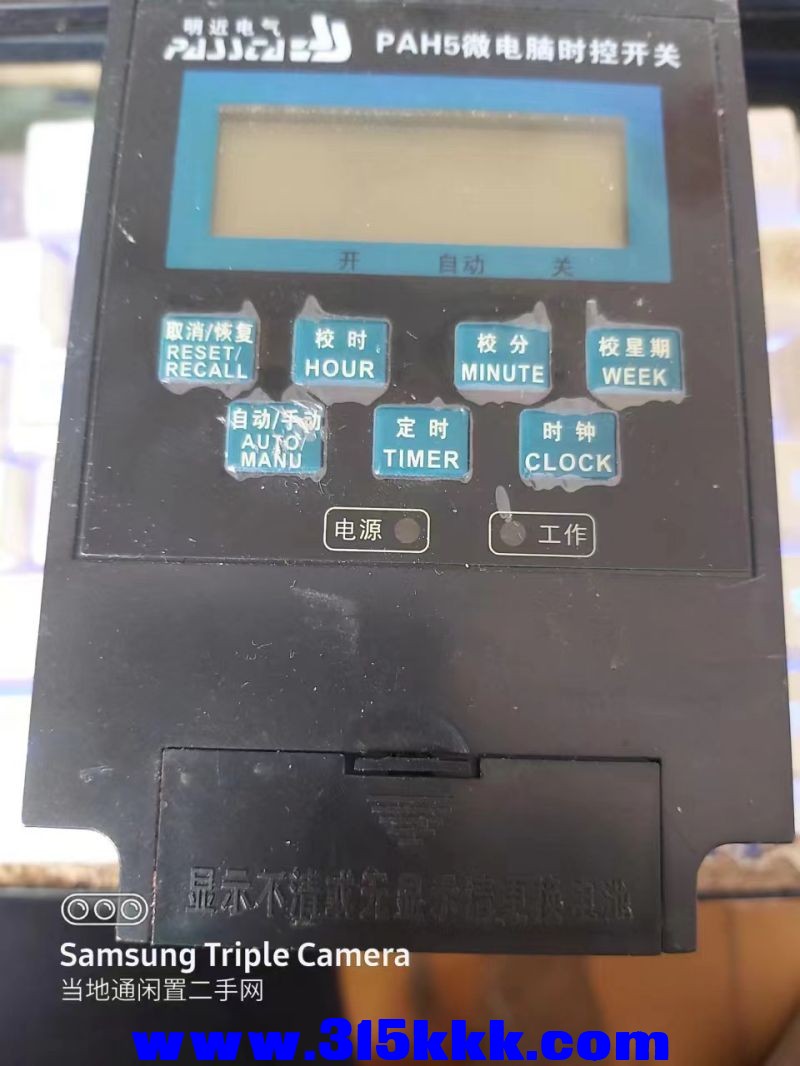 明近电气
PAH5微电脑时控开关
开 自动 关
取消/恢复
RESET/
RECALL
校时
HOUR
校分
MINUTE
校星期
WEEK
自动/手动
AUTO/
MANU
定时
TIMER
时钟
CLOCK
电源
工作
显示不清或无显示请更换电池
Samsung Triple Camera
当地通闲置二手网
www.315kkk.com